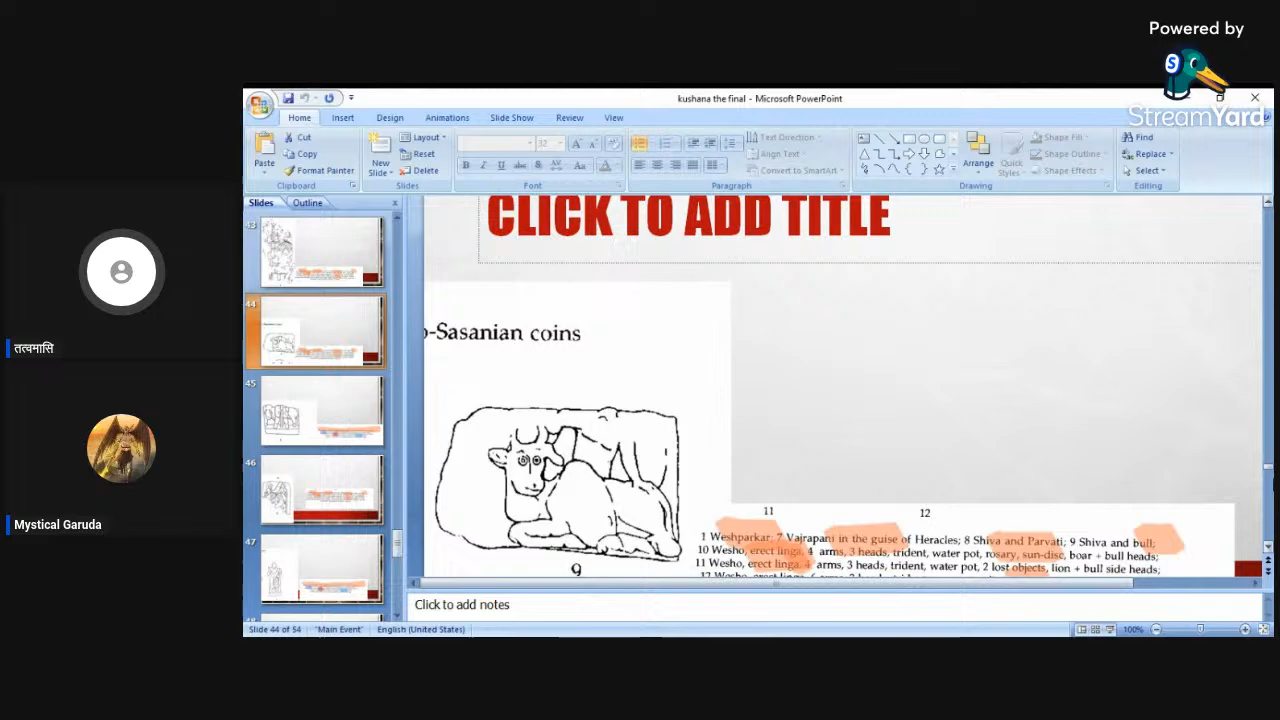 Powered by
StreamYard
kushana the final - Microsoft PowerPoint
Home Insert Design Animations Slide Show Review View
Cut Layout Text Direction Shape Fill Find
Paste Copy New Slide Reset 32 Align Text Arrange Quick Styles Shape Outline Replace
Format Painter Delete Convert to SmartArt Shape Effects Select
Clipboard Slides Font Paragraph Drawing Editing
Slides Outline
CLICK TO ADD TITLE
43
44
45
46
47
तत्वमासि
Mystical Garuda
-Sasanian coins
9
11 12
1 Weshparkar; 7 Vajrapani in the guise of Heracles; 8 Shiva and Parvati; 9 Shiva and bull;
10 Wesho, erect linga, 4 arms, 3 heads, trident, water pot, rosary, sun-disc, boar + bull heads;
11 Wesho, erect linga, 4 arms, 3 heads, trident, water pot, 2 lost objects, lion + bull side heads;
Click to add notes
Slide 44 of 54 "Main Event" English (United States) 100%